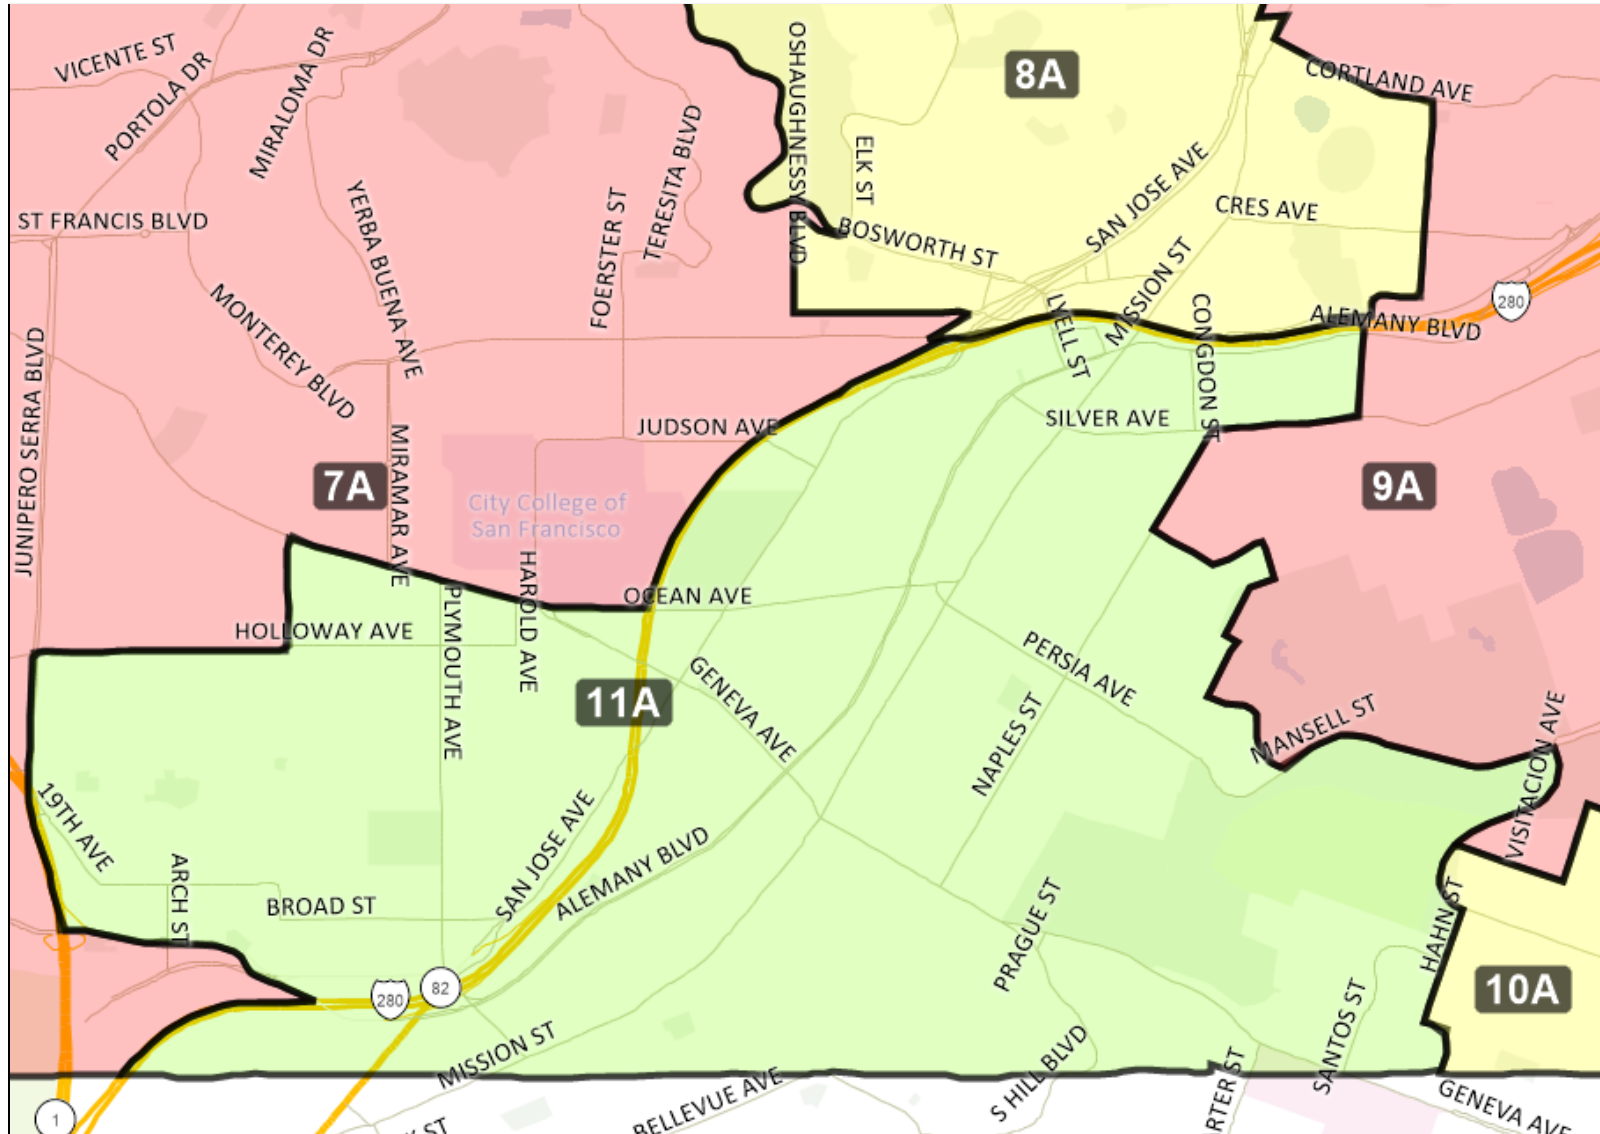 VICENTE ST
PORTOLA DR
MIRALOMA DR
OSHAUGHNESSY BLVD
8A
CORTLAND AVE
TERESITA BLVD
ELK ST
SAN JOSE AVE
ST FRANCIS BLVD
YERBA BUENA AVE
FOERSTER ST
BOSWORTH ST
CRES AVE
MISSION ST
MONTEREY BLVD
LYELL ST
CONGDON ST
ALEMANY BLVD
280
JUNIPERO SERRA BLVD
MIRAMAR AVE
JUDSON AVE
SILVER AVE
7A
City College of
San Francisco
9A
HAROLD AVE
OCEAN AVE
PLYMOUTH AVE
HOLLOWAY AVE
PERSIA AVE
11A
GENEVA AVE
NAPLES ST
MANSELL ST
VISITACION AVE
19TH AVE
SAN JOSE AVE
ALEMANY BLVD
ARCH ST
BROAD ST
PRAGUE ST
HAHN ST
280
82
10A
MISSION ST
S HILL BLVD
SANTOS ST
BELLEVUE AVE
RTER ST
GENEVA AVE
1
ST